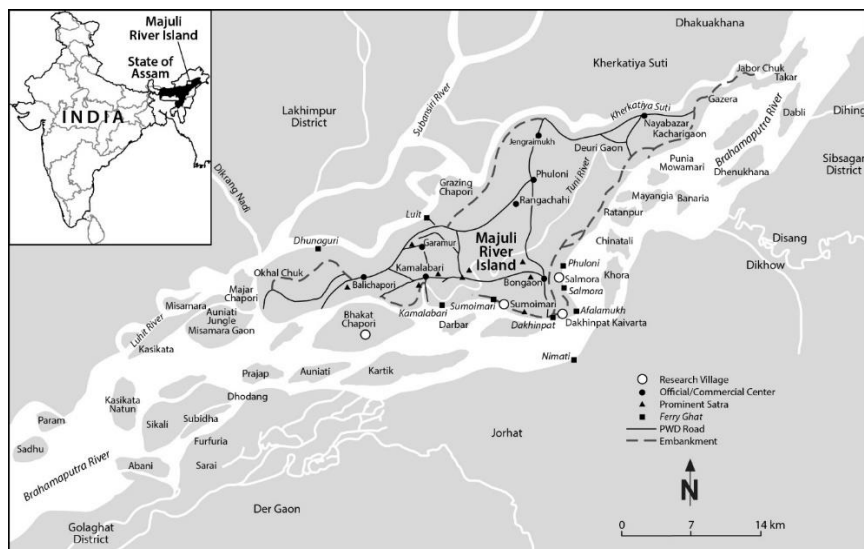 Majuli
River Island
State of
Assam
INDIA
Dhakuakhana
Kherkatiya Suti
Jabor Chuk
Takar
Gazera
Kherkatiya Suti
Nayabazar
Kacharigaon
Dabli
Dihing
Brahamaputra River
Sibsagar
District
Lakhimpur
District
Subansiri River
Jengraimukh
Deuri Gaon
Tuni River
Punia
Mowamari
Dhenukhana
Dikrang Nadi
Grazing
Chapori
Phuloni
Mayangia
Banaria
Ratanpur
Luit
Rangachahi
Disang
Dhunaguri
Garamur
Majuli
River
Island
Chinatali
Dikhow
Okhal Chuk
Kamalabari
Phuloni
Khora
Majar
Chapori
Balichapori
Bongaon
Salmora
Salmora
Misamara
Auniati
Jungle
Misamara Gaon
Luhit River
Bhakat
Chapori
Kamalabari
Sumoimari
Sumoimari
Afalamukh
Darbar
Dakhinpat
Dakhinpat Kaivarta
Kasikata
Nimati
Prajap
Auniati
Kartik
Kasikata
Natun
Dhodang
Param
Subidha
Sikali
Sadhu
Furfuria
Abani
Sarai
Brahamaputra River
Jorhat
Der Gaon
Golaghat
District
Research Village
Official/Commercial Center
Prominent Satra
Ferry Ghat
PWD Road
Embankment
N
0 7 14 km